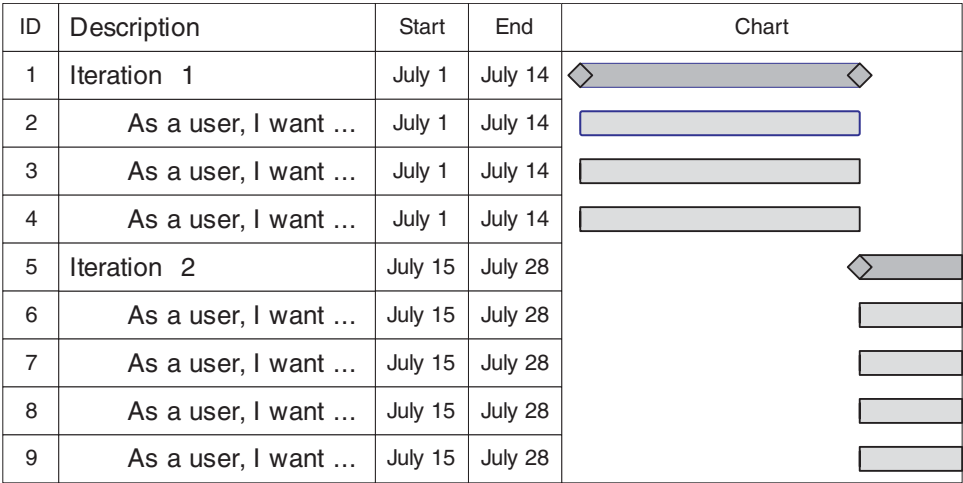 ID Description Start End Chart
1 Iteration 1 July 1 July 14
2 As a user, I want ... July 1 July 14
3 As a user, I want ... July 1 July 14
4 As a user, I want ... July 1 July 14
5 Iteration 2 July 15 July 28
6 As a user, I want ... July 15 July 28
7 As a user, I want ... July 15 July 28
8 As a user, I want ... July 15 July 28
9 As a user, I want ... July 15 July 28